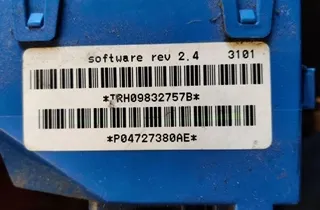 software rev 2.4 3101
*TRH09832757B*
*P04727380AE*